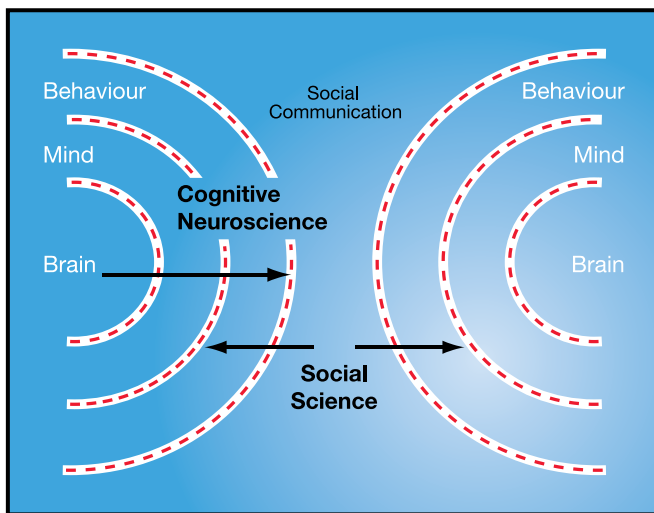 Behaviour
Social
Communication
Behaviour
Mind
Mind
Cognitive
Neuroscience
Brain
Brain
Social
Science